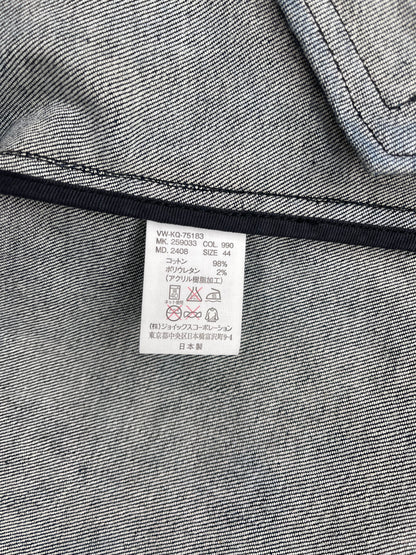 VW-KQ-75183
MK. 259033 COL. 990
MD. 2408 SIZE 44
コットン 98%
ポリウレタン 2%
(アクリル樹脂加工)
(株)ジョイックスコーポレーション
東京都中央区日本橋富沢町9-4
日本製